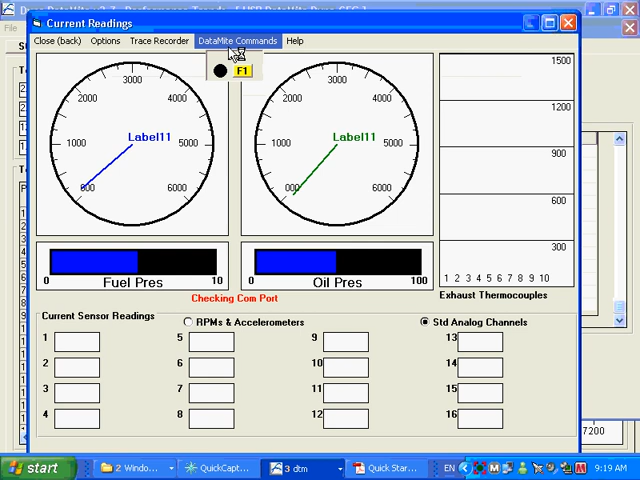 Current Readings
Close (back) Options Trace Recorder DataMite Commands Help
F1
3000
2000
4000
Label11
1000
5000
000
6000
3000
2000
4000
Label11
1000
5000
000
6000
1500
1200
900
600
300
1 2 3 4 5 6 7 8 9 10
Exhaust Thermocouples
0 Fuel Pres 10
0 Oil Pres 100
Checking Com Port
Current Sensor Readings
RPMs & Accelerometers
Std Analog Channels
1 5 9 13
2 6 10 14
3 7 11 15
4 8 12 16
7200
start
2 Windo...
QuickCapt...
3 dtm
Quick Star...
EN
9:19 AM